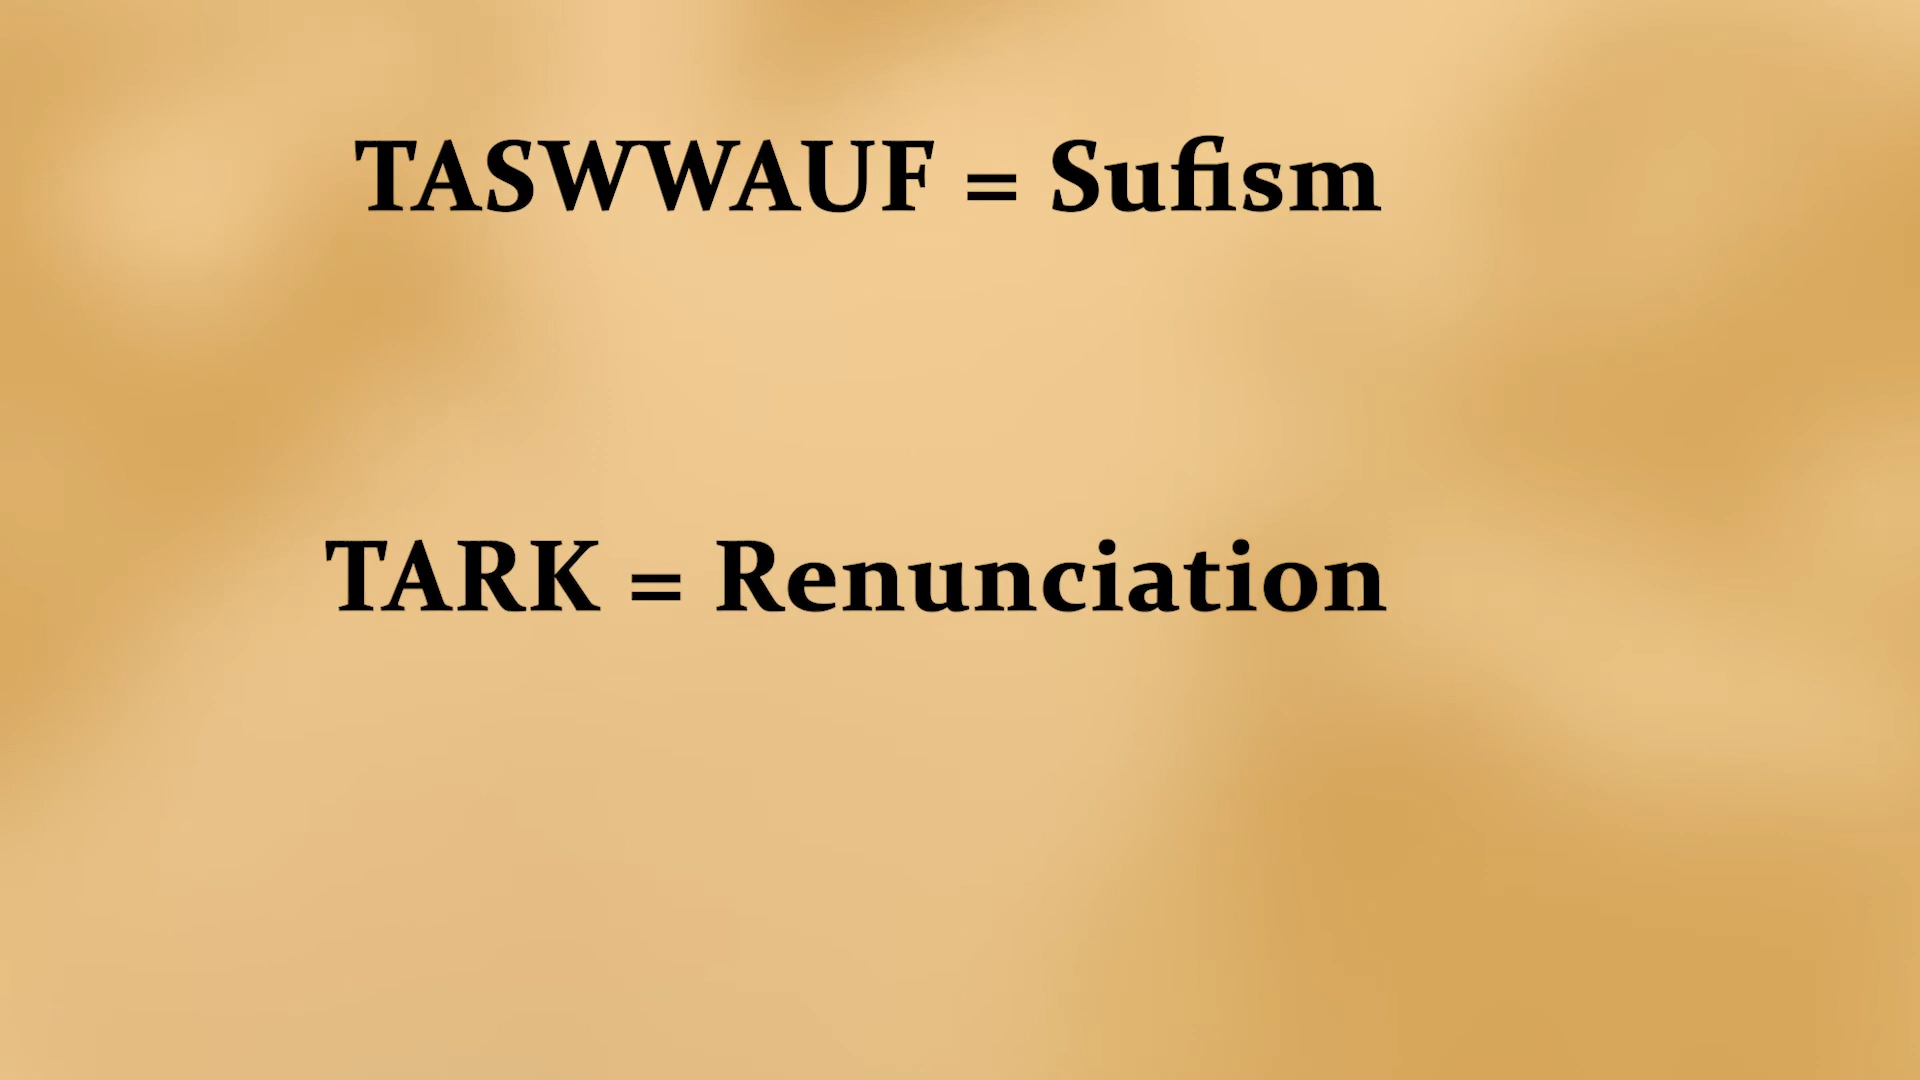 TASWWAUF = Sufism
TARK = Renunciation